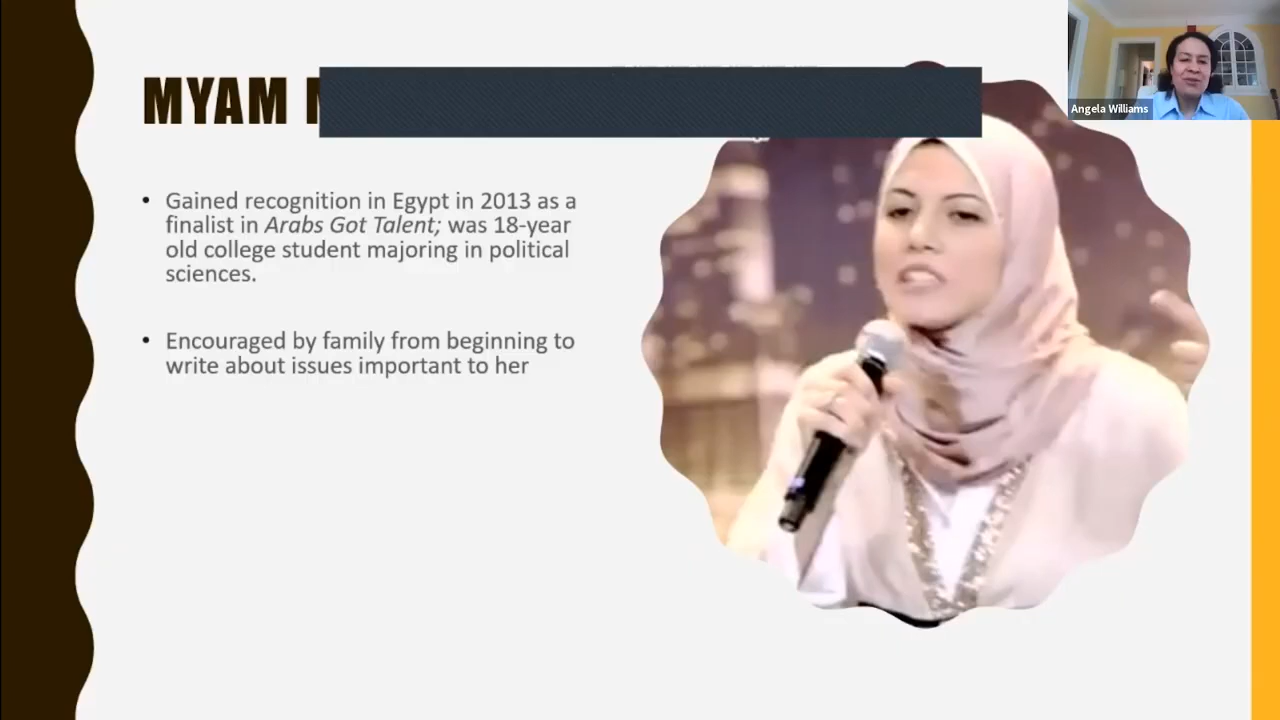 MYAM
Angela Williams
• Gained recognition in Egypt in 2013 as a
finalist in Arabs Got Talent; was 18-year
old college student majoring in political
sciences.
• Encouraged by family from beginning to
write about issues important to her